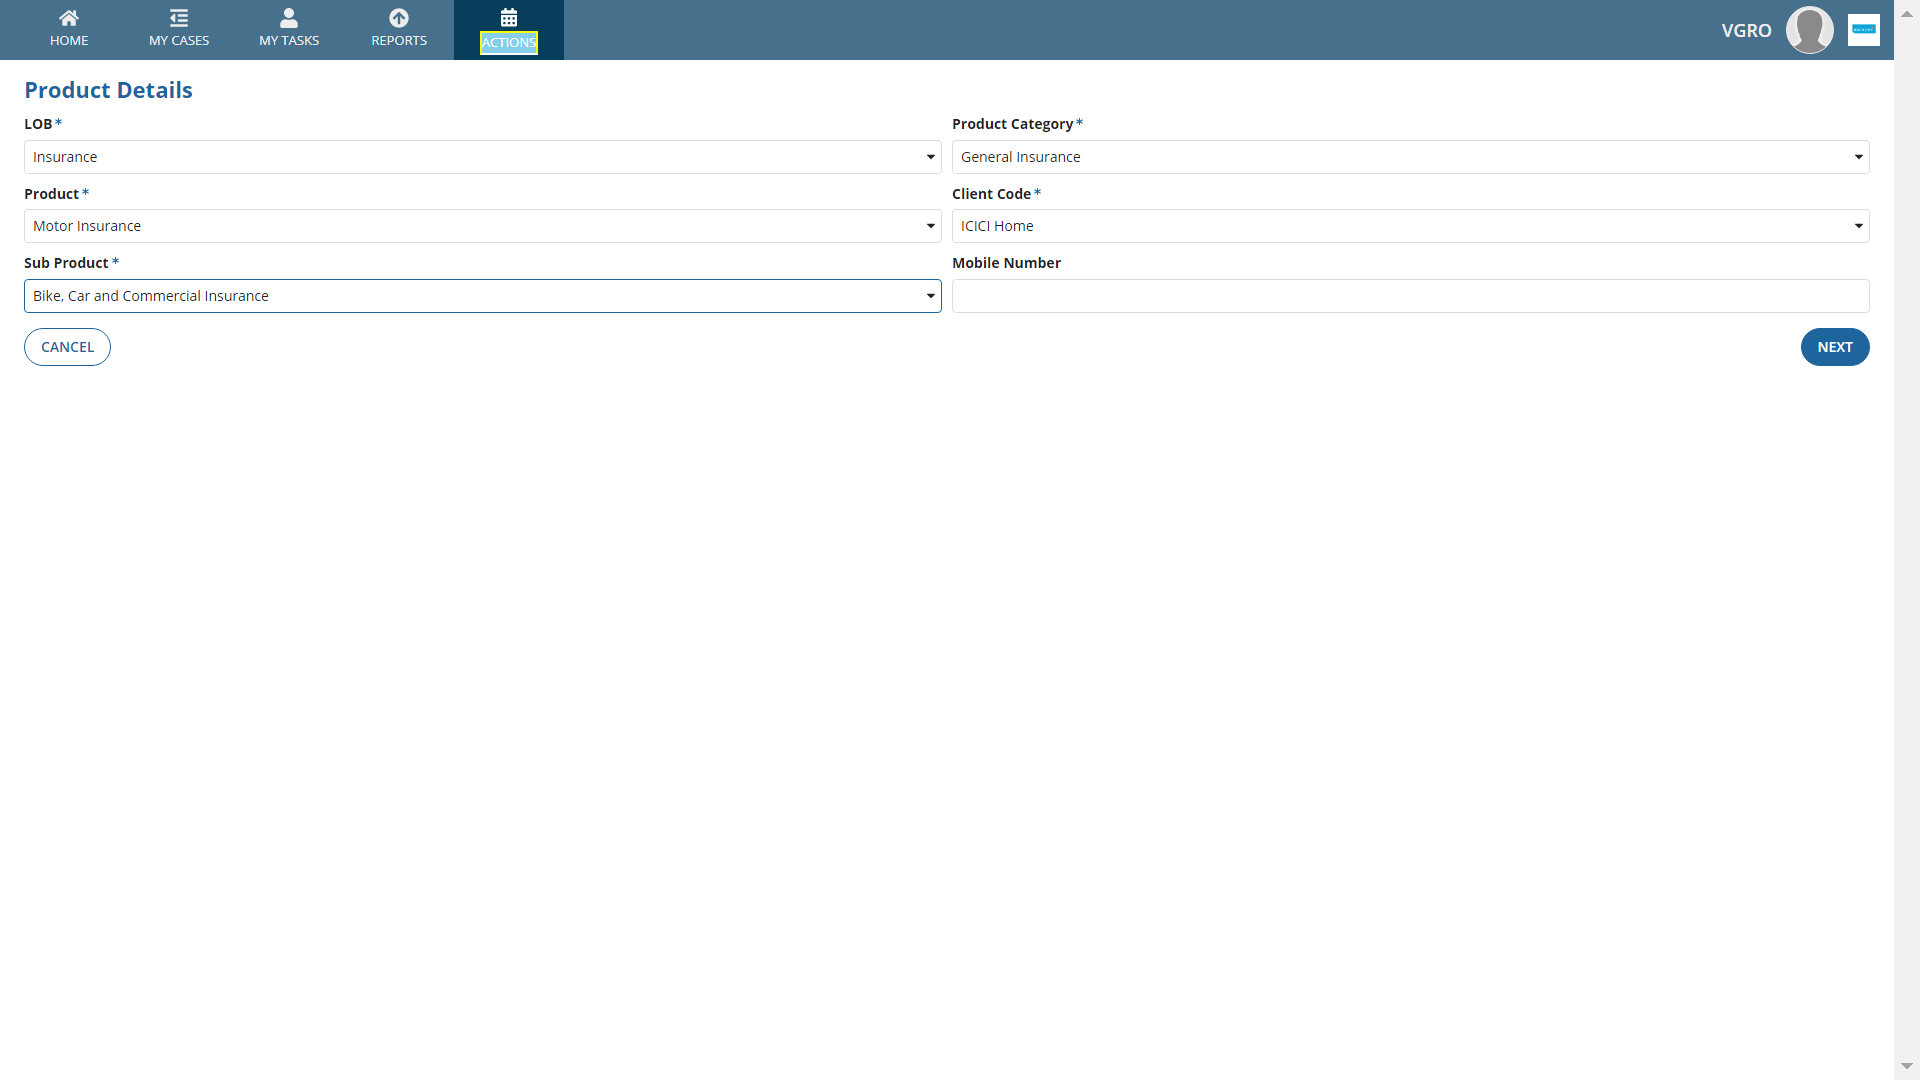 HOME
MY CASES
MY TASKS
REPORTS
ACTIONS
VGRO
Product Details
LOB*
Product Category*
Insurance
General Insurance
Product*
Client Code*
Motor Insurance
ICICI Home
Sub Product*
Mobile Number
Bike, Car and Commercial Insurance
CANCEL
NEXT